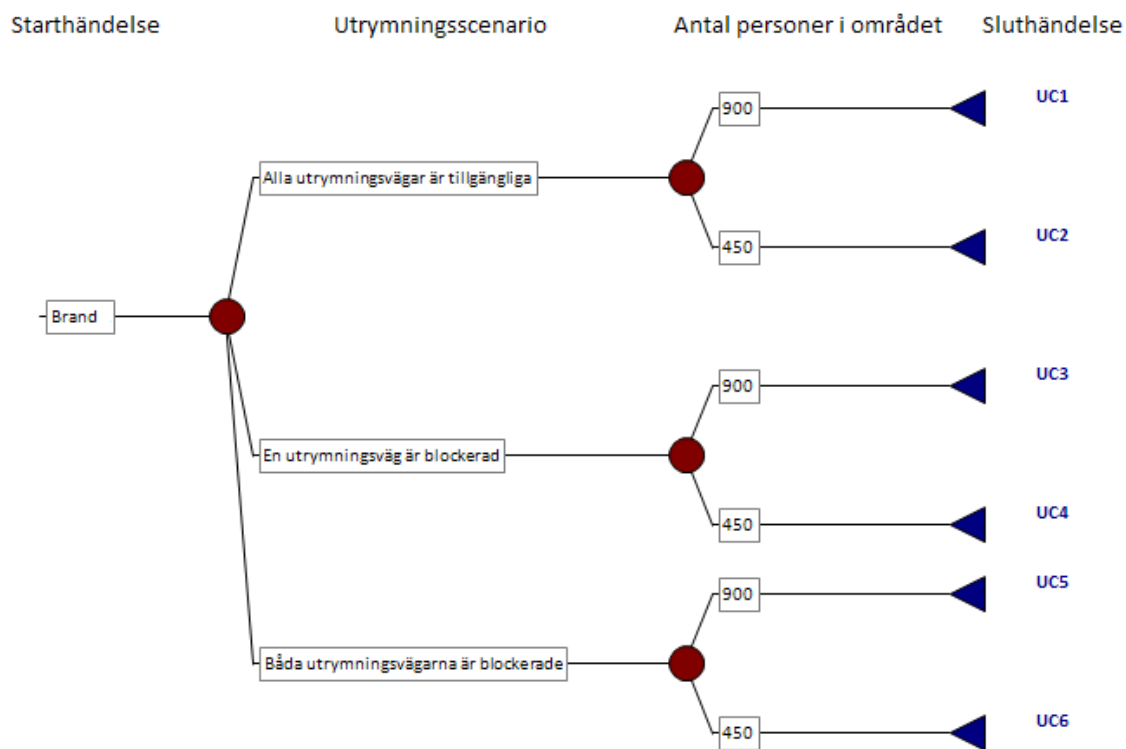 Starthändelse Utrymningsscenario Antal personer i området Sluthändelse
900 UC1
Alla utrymningsvägar är tillgängliga
450 UC2
Brand
900 UC3
En utrymningsväg är blockerad
450 UC4
900 UC5
Båda utrymningsvägarna är blockerade
450 UC6